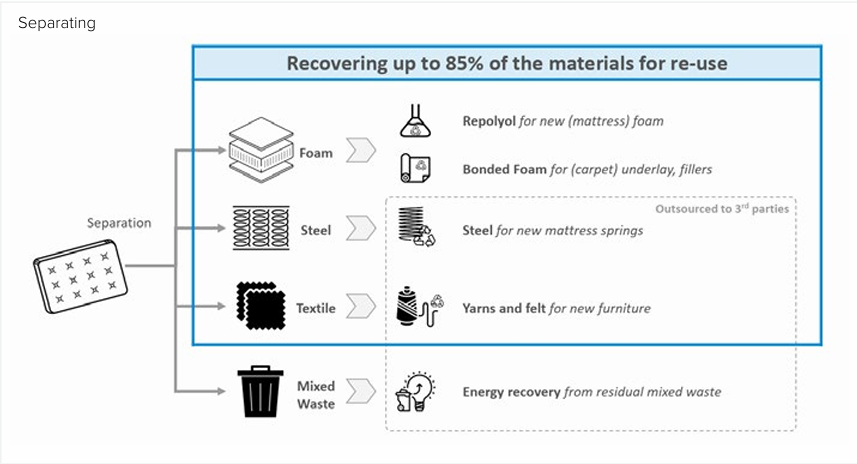 Separating
Recovering up to 85% of the materials for re-use
Separation
Foam
Repolyol for new (mattress) foam
Bonded Foam for (carpet) underlay, fillers
Outsourced to 3rd parties
Steel
Steel for new mattress springs
Textile
Yarns and felt for new furniture
Mixed
Waste
Energy recovery from residual mixed waste